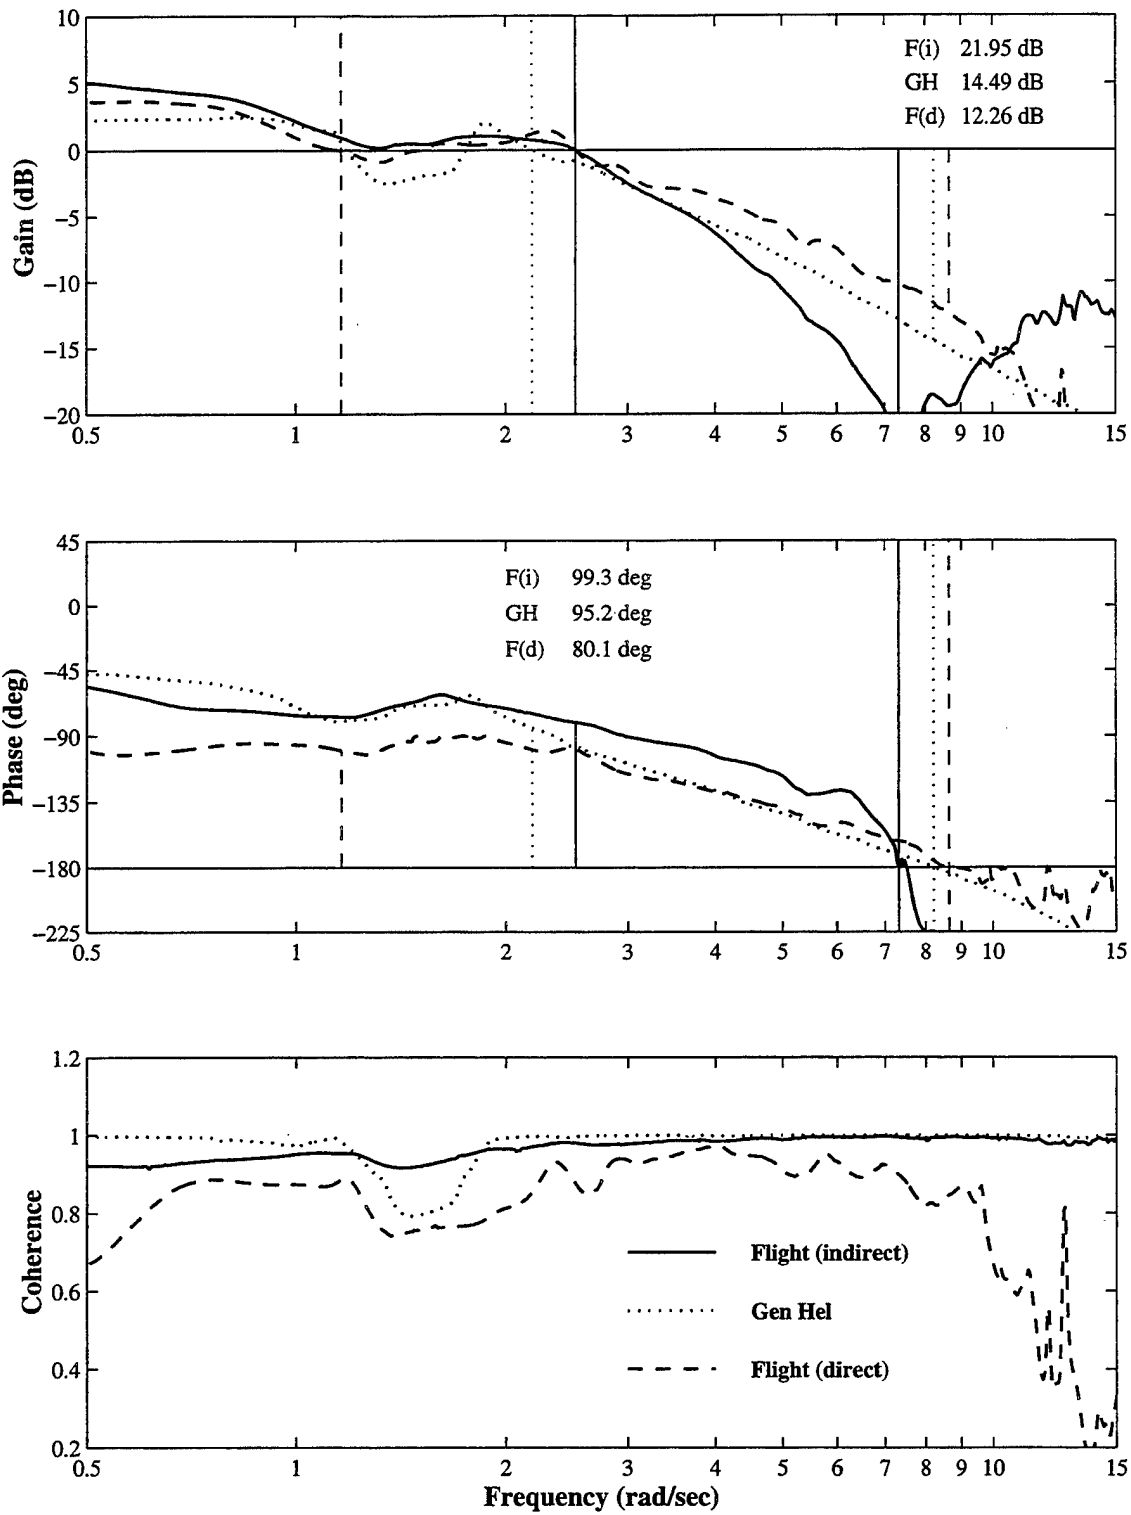 10
5
0
−5
−10
−15
−20
Gain (dB)
F(i) 21.95 dB
GH 14.49 dB
F(d) 12.26 dB
0.5 1 2 3 4 5 6 7 8 9 10 15
45
0
−45
−90
−135
−180
−225
Phase (deg)
F(i) 99.3 deg
GH 95.2 deg
F(d) 80.1 deg
0.5 1 2 3 4 5 6 7 8 9 10 15
1.2
1
0.8
0.6
0.4
0.2
Coherence
Flight (indirect)
Gen Hel
Flight (direct)
0.5 1 2 3 4 5 6 7 8 9 10 15
Frequency (rad/sec)